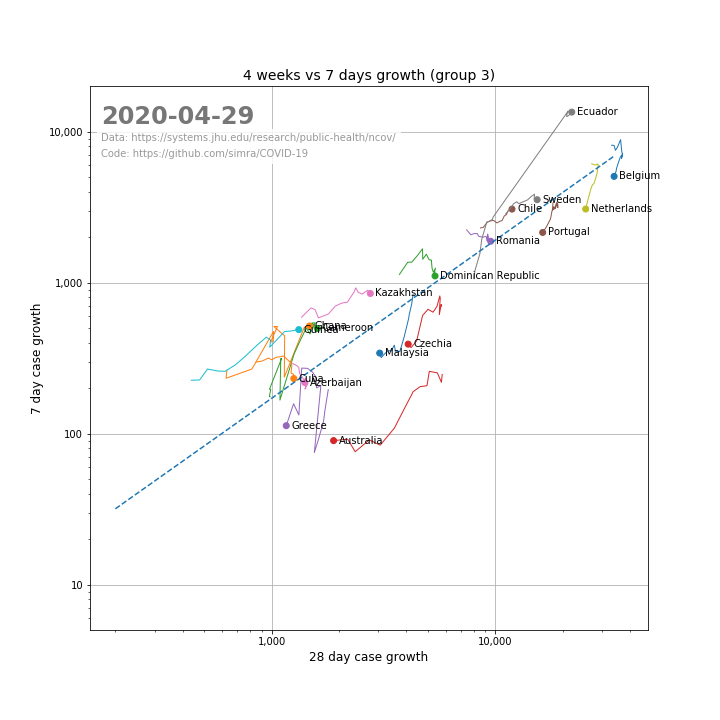 4 weeks vs 7 days growth (group 3)
2020-04-29
Data: https://systems.jhu.edu/research/public-health/ncov/
Code: https://github.com/simra/COVID-19
Ecuador
Belgium
Sweden
Netherlands
Chile
Portugal
Romania
Dominican Republic
Kazakhstan
Ghana
Cameroon
Guinea
Czechia
Malaysia
Cuba
Azerbaijan
Greece
Australia
10,000
1,000
100
10
7 day case growth
1,000
10,000
28 day case growth